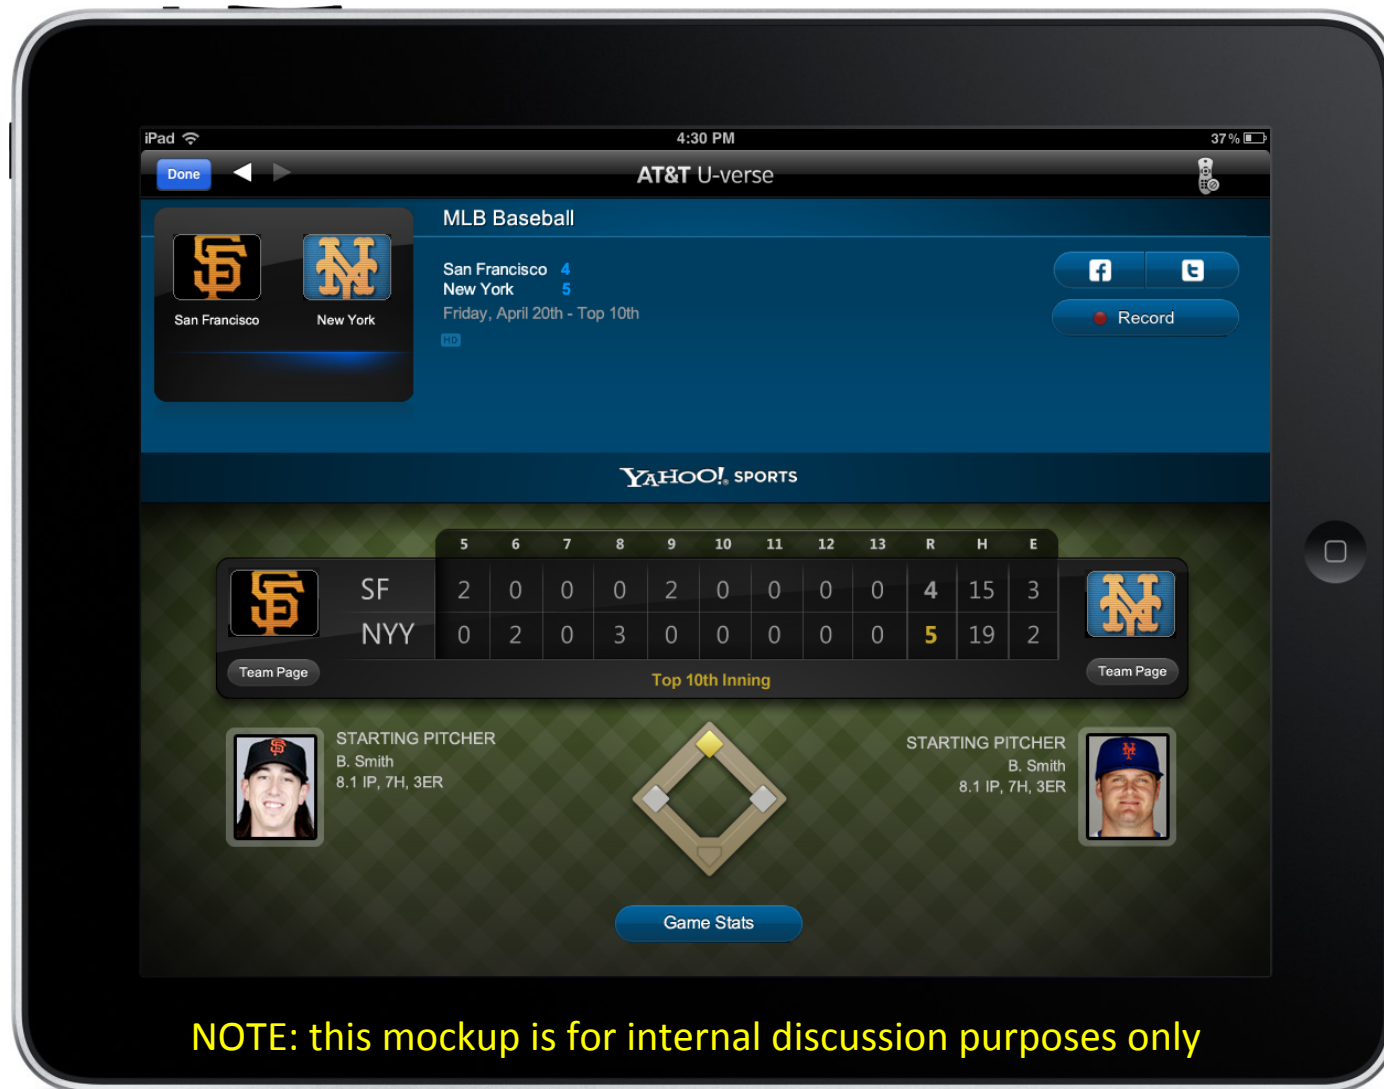 iPad 4:30 PM 37%
Done AT&T U-verse
MLB Baseball
San Francisco New York
San Francisco 4
New York 5
Friday, April 20th - Top 10th
HD
Record
YAHOO!® SPORTS
5 6 7 8 9 10 11 12 13 R H E
SF 2 0 0 0 2 0 0 0 0 4 15 3
NYY 0 2 0 3 0 0 0 0 0 5 19 2
Team Page Top 10th Inning Team Page
STARTING PITCHER
B. Smith
8.1 IP, 7H, 3ER
STARTING PITCHER
B. Smith
8.1 IP, 7H, 3ER
Game Stats
NOTE: this mockup is for internal discussion purposes only